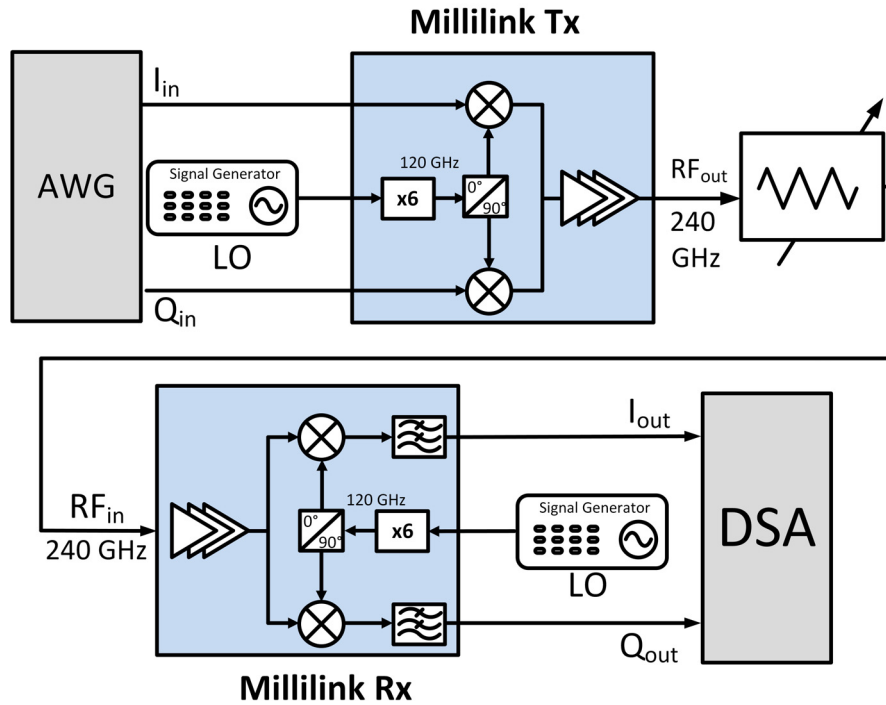 Millilink Tx
I_in
AWG
Signal Generator
LO
Q_in
120 GHz
x6
0°
90°
RF_out
240
GHz
RF_in
240 GHz
0°
90°
120 GHz
x6
Signal Generator
LO
I_out
Q_out
DSA
Millilink Rx